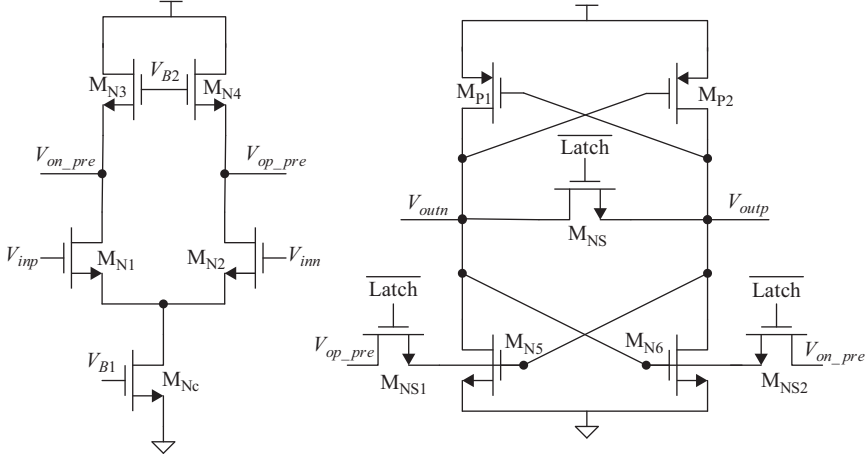 M_N3
V_B2
M_N4
V_on_pre
V_op_pre
V_inp
M_N1
M_N2
V_inn
V_B1
M_Nc
M_P1
M_P2
Latch
V_outn
V_outp
M_NS
Latch
Latch
V_op_pre
M_N5
M_N6
V_on_pre
M_NS1
M_NS2